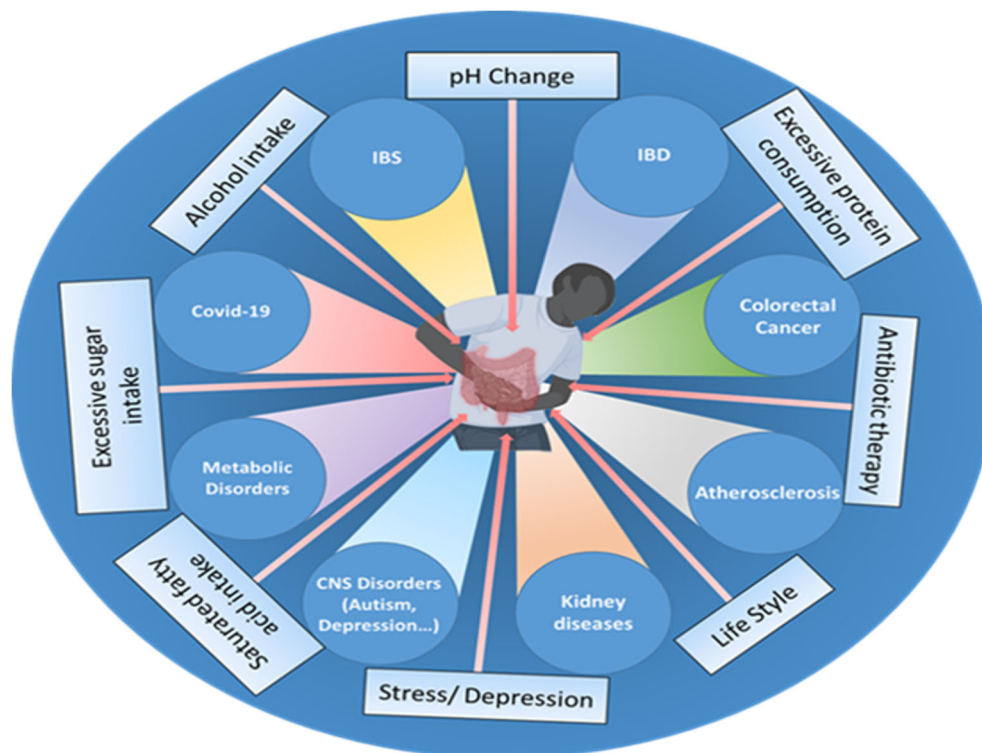 pH Change
IBS
IBD
Alcohol intake
Excessive protein
consumption
Covid-19
Colorectal
Cancer
Excessive sugar
intake
Antibiotic therapy
Metabolic
Disorders
Atherosclerosis
Saturated fatty
acid intake
CNS Disorders
(Autism,
Depression...)
Kidney
diseases
Life Style
Stress/ Depression